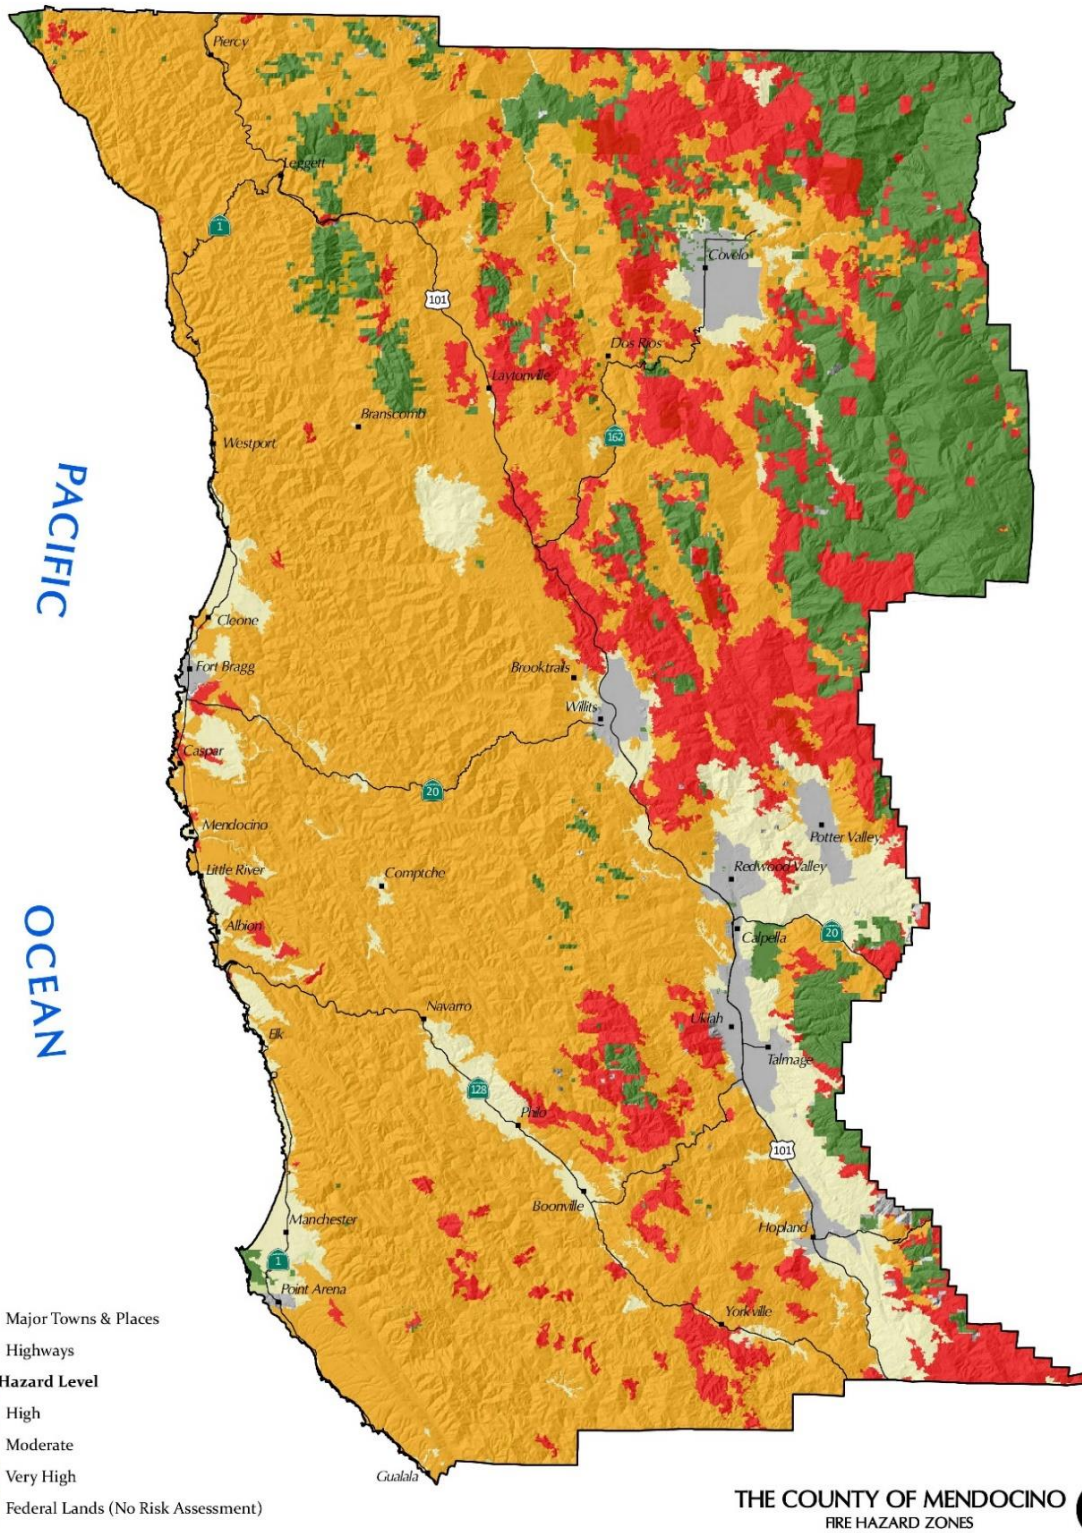 Piercy
Leggett
1
Covelo
101
Dos Rios
Laytonville
Branscomb
162
Westport
PACIFIC
Cleone
Fort Bragg
Brooktrails
Willits
Caspar
20
Mendocino
Potter Valley
Little River
Comptche
Redwood Valley
Albion
Calpella
20
OCEAN
Navarro
Elk
Ukiah
Talmage
128
Philo
101
Boonville
Manchester
Hopland
1
Point Arena
Yorkville
Gualala
Major Towns & Places
Highways
Hazard Level
High
Moderate
Very High
Federal Lands (No Risk Assessment)
THE COUNTY OF MENDOCINO
FIRE HAZARD ZONES